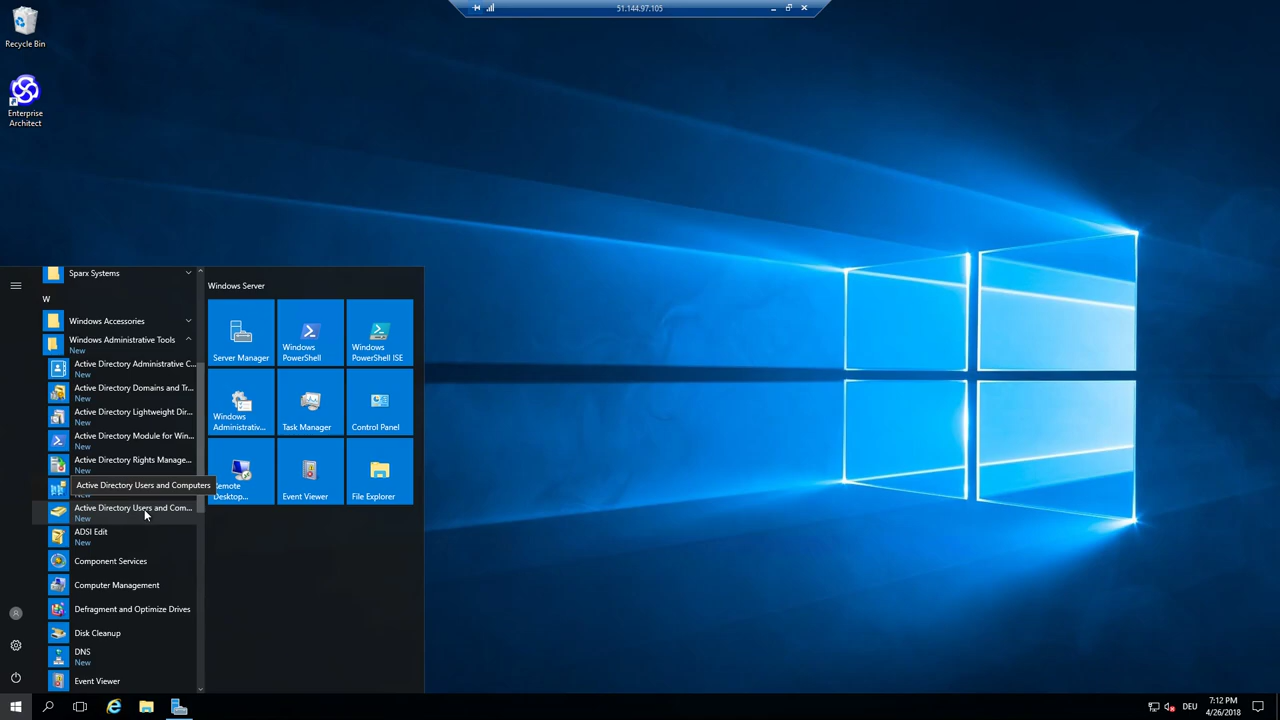 51.144.97.105
Recycle Bin
Enterprise
Architect
Sparx Systems
W
Windows Accessories
Windows Administrative Tools
New
Active Directory Administrative C...
New
Active Directory Domains and Tr...
New
Active Directory Lightweight Dir...
New
Active Directory Module for Win...
New
Active Directory Rights Manage...
New
Active Directory Users and Computers
New
Active Directory Users and Com...
New
ADSI Edit
New
Component Services
Computer Management
Defragment and Optimize Drives
Disk Cleanup
DNS
New
Event Viewer
Windows Server
Server Manager
Windows
PowerShell
Windows
PowerShell ISE
Windows
Administrativ...
Task Manager
Control Panel
Remote
Desktop...
Event Viewer
File Explorer
DEU
7:12 PM
4/26/2018